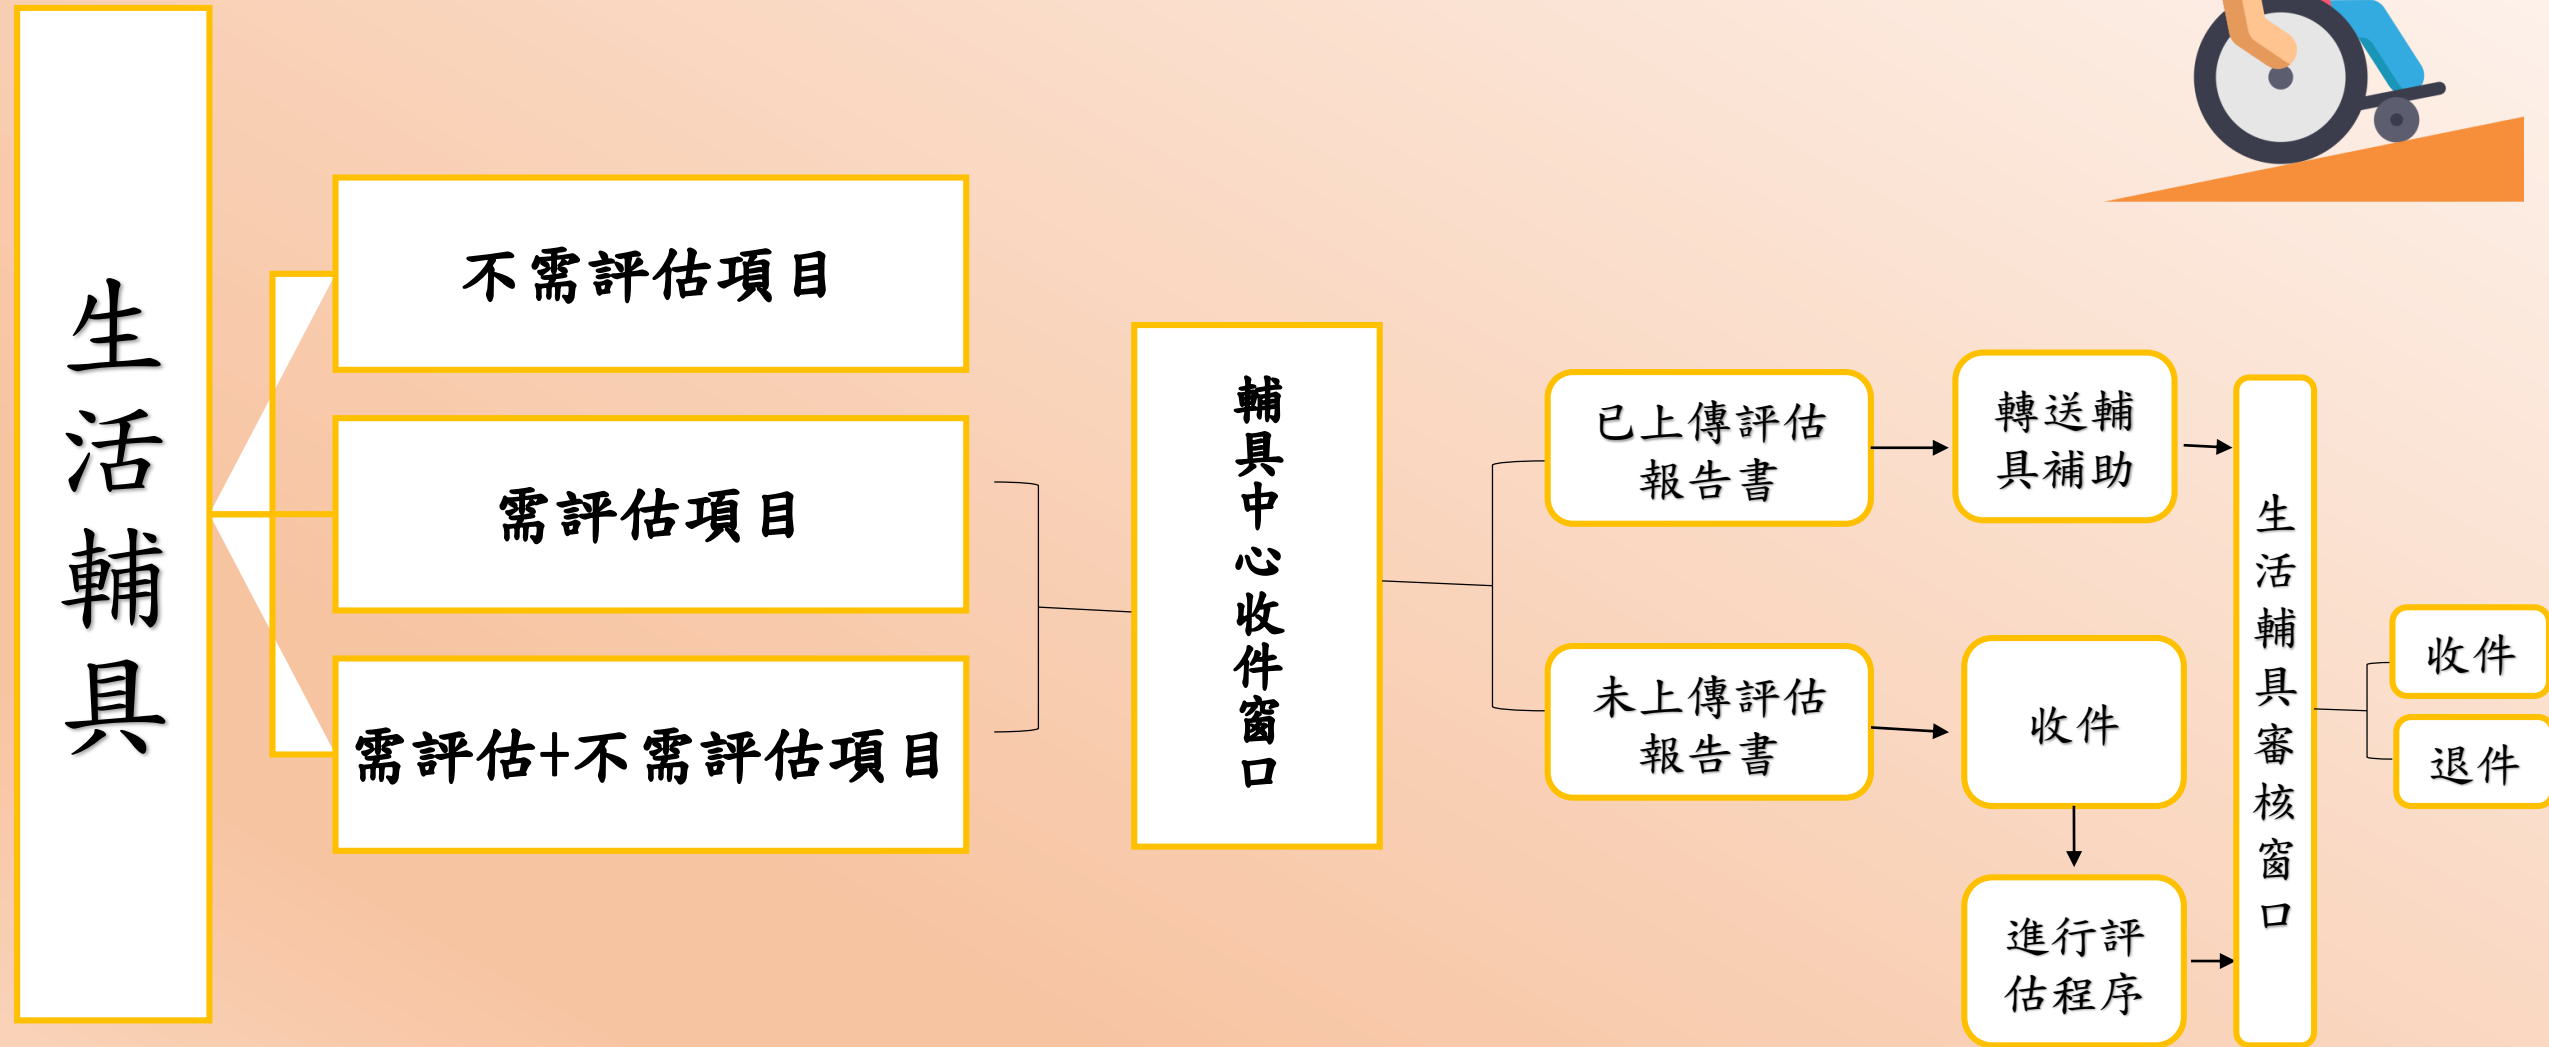 生活輔具
不需評估項目
需評估項目
需評估+不需評估項目
輔具中心收件窗口
已上傳評估
報告書
轉送輔
具補助
未上傳評估
報告書
收件
進行評
估程序
生活輔具審核窗口
收件
退件